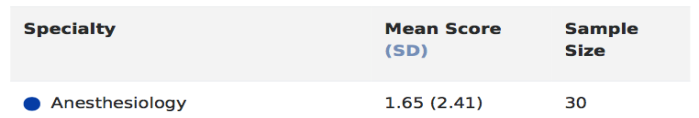 Specialty Mean Score Sample
(SD) Size
Anesthesiology 1.65 (2.41) 30